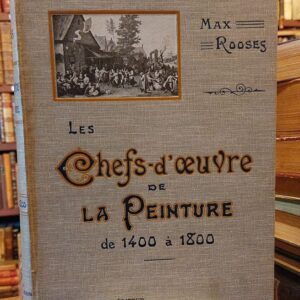 Max
Rooses
Les
Chefs-d'œuvre
de
la Peinture
de 1400 à 1800